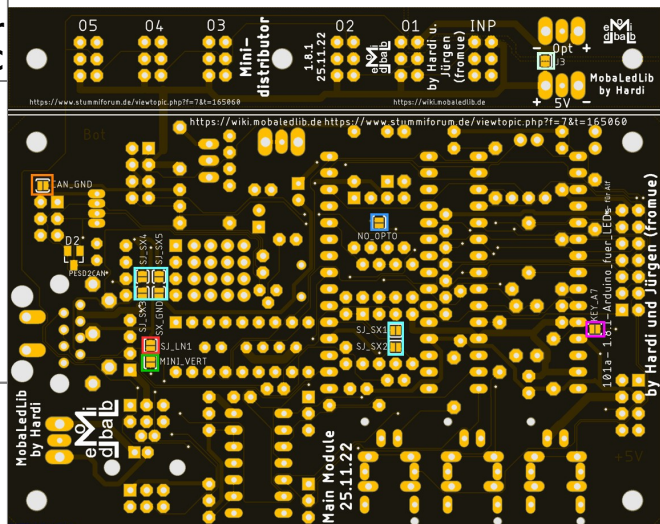 05
04
03
02
01
INP
Opt
- +
J3
Mini-
distributor
1.8.1
25.11.22
by Hardi u.
Jürgen
(fromue)
MobaLedLib
by Hardi
+ 5V -
https://www.stummiforum.de/viewtopic.php?f=7&t=165060
https://wiki.mobaledlib.de
https://wiki.mobaledlib.de https://www.stummiforum.de/viewtopic.php?f=7&t=165060
Bot
CAN_GND
D2
PESD2CAN
SJ_SX4
SJ_SX5
SJ_SX3
SX_GND
SJ_LN1
MINI_VERT
NO_OPTO
SJ_SX1
SJ_SX2
KEY_A7
für Alf
101a- 1.8.1-Arduino_fuer_LEDs
by Hardi und Jürgen (fromue)
MobaLedLib
by Hardi
Main Module
25.11.22
+5V